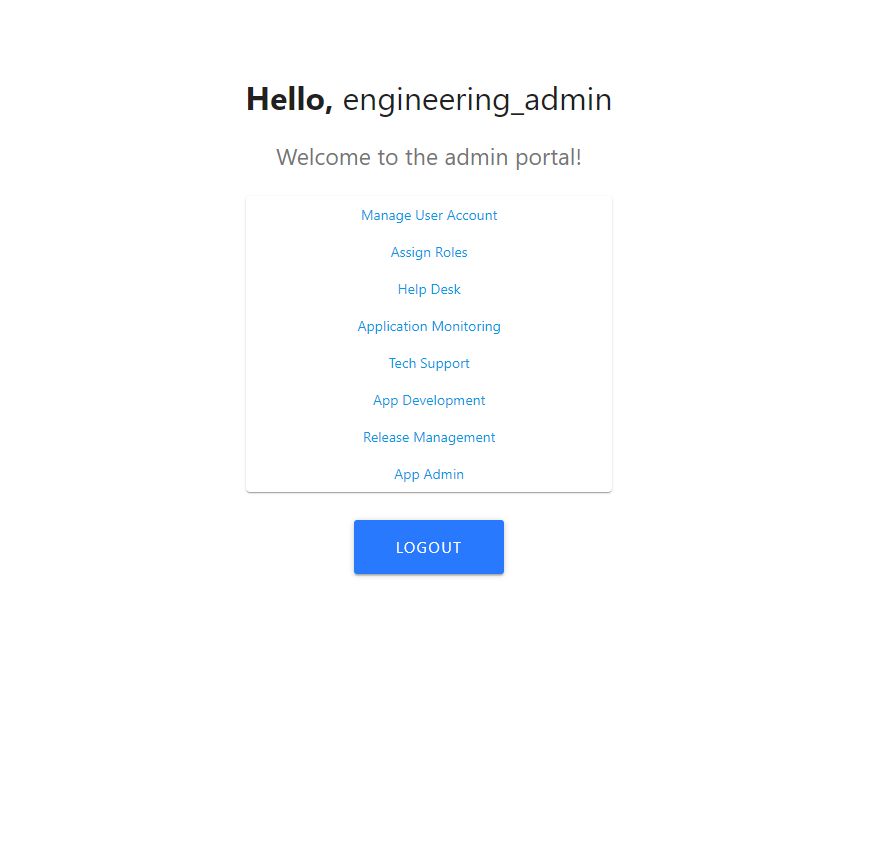 Hello, engineering_admin
Welcome to the admin portal!
Manage User Account
Assign Roles
Help Desk
Application Monitoring
Tech Support
App Development
Release Management
App Admin
LOGOUT